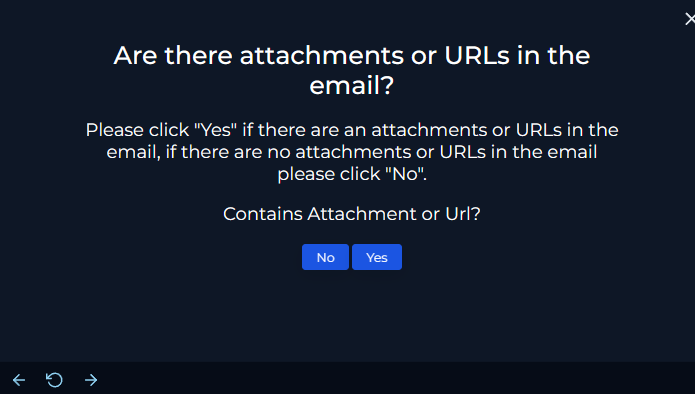 Are there attachments or URLs in the
email?
Please click "Yes" if there are an attachments or URLs in the
email, if there are no attachments or URLs in the email
please click "No".
Contains Attachment or Url?
No Yes